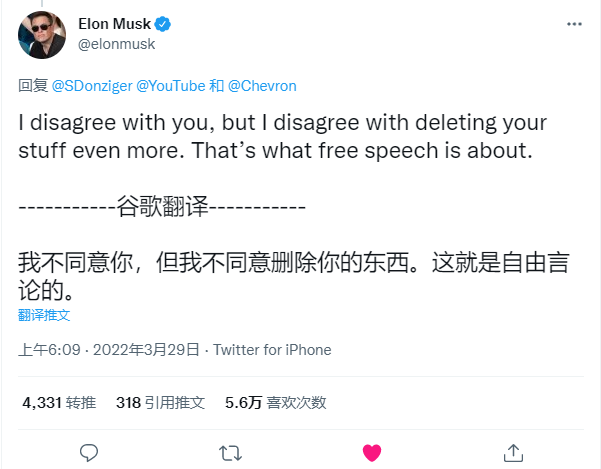 Elon Musk
@elonmusk
回复 @SDonziger @YouTube 和 @Chevron
I disagree with you, but I disagree with deleting your
stuff even more. That’s what free speech is about.
-----------谷歌翻译-----------
我不同意你，但我不同意删除你的东西。这就是自由言
论的。
翻译推文
上午6:09 · 2022年3月29日 · Twitter for iPhone
4,331 转推 318 引用推文 5.6万 喜欢次数